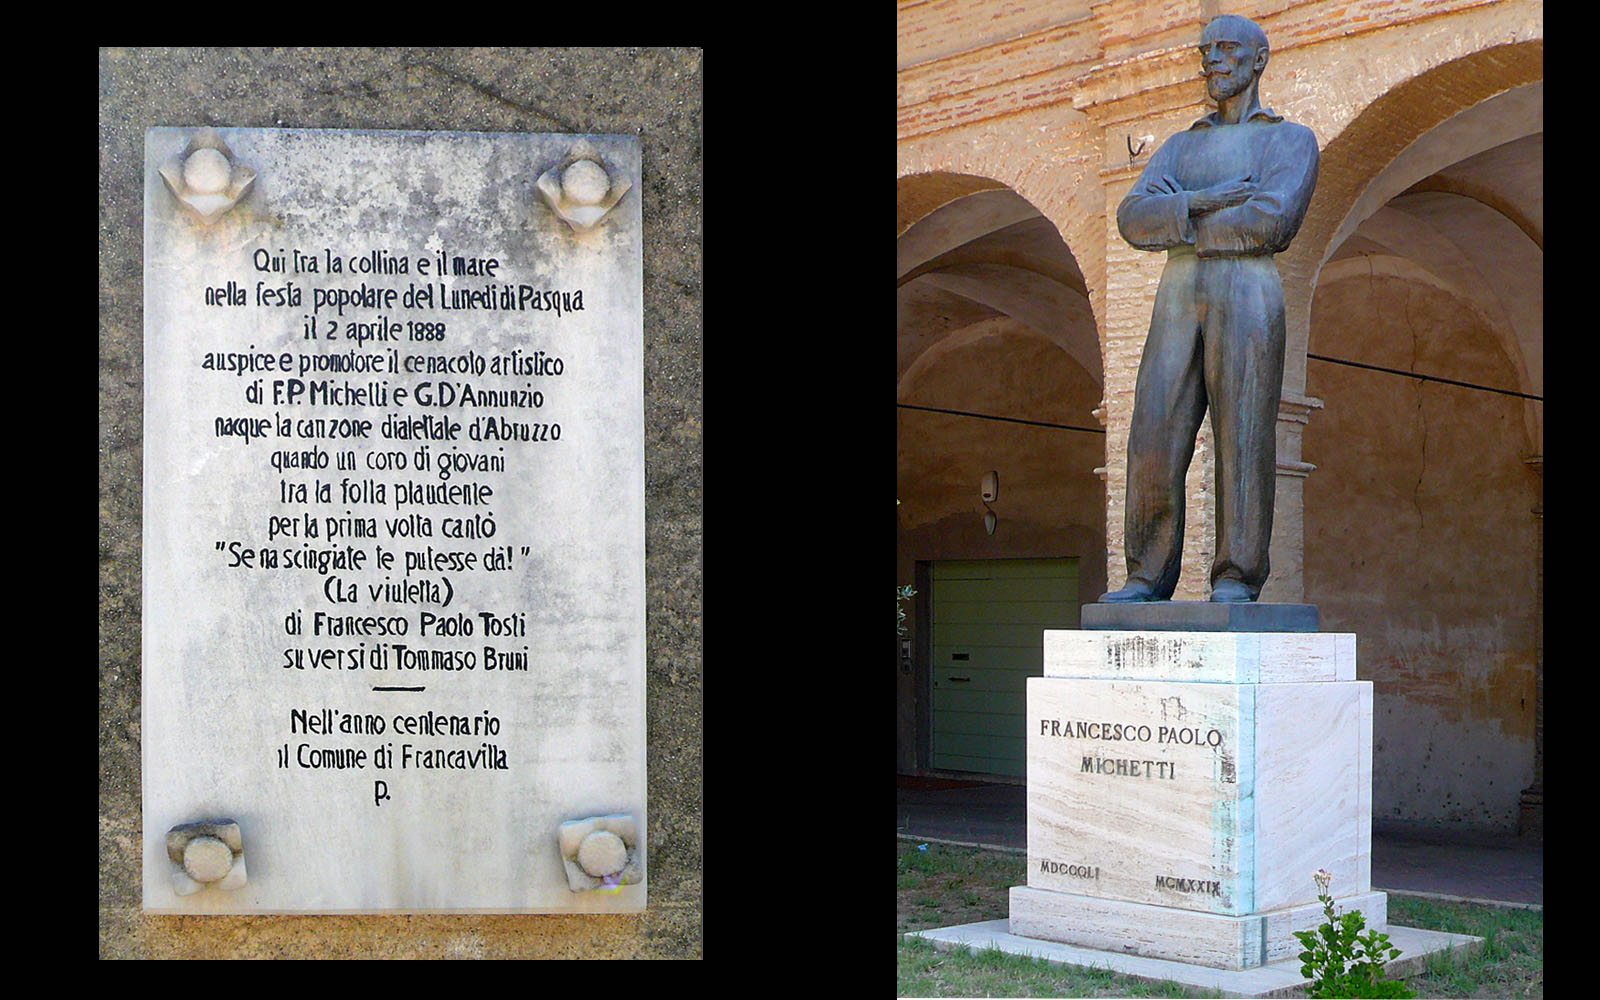 Qui tra la collina e il mare
nella festa popolare del Lunedì di Pasqua
il 2 aprile 1888
auspice e promotore il cenacolo artistico
di F.P. Michetti e G. D'Annunzio
nacque la canzone dialettale d'Abruzzo
quando un coro di giovani
tra la folla plaudente
per la prima volta cantò
"Se na scingiate te putesse dà!"
(La viuletta)
di Francesco Paolo Tosti
su versi di Tommaso Bruni
Nell'anno centenario
il Comune di Francavilla
p.
FRANCESCO PAOLO
MICHETTI
MDCCCLI MCMXXIX